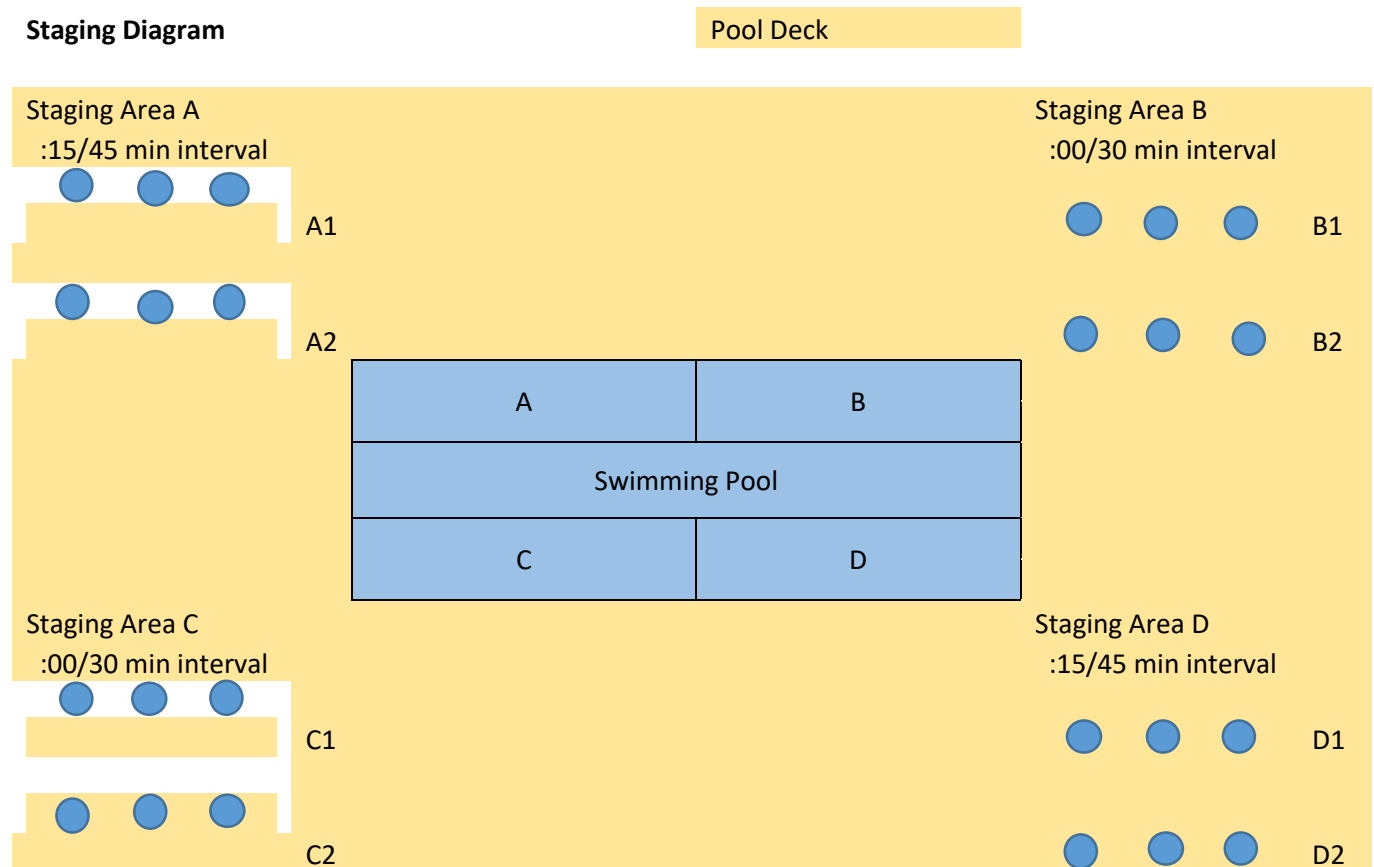 Staging Diagram
Pool Deck
Staging Area A
:15/45 min interval
Staging Area B
:00/30 min interval
A1
B1
A2
B2
A
B
Swimming Pool
C
D
Staging Area C
:00/30 min interval
Staging Area D
:15/45 min interval
C1
D1
C2
D2